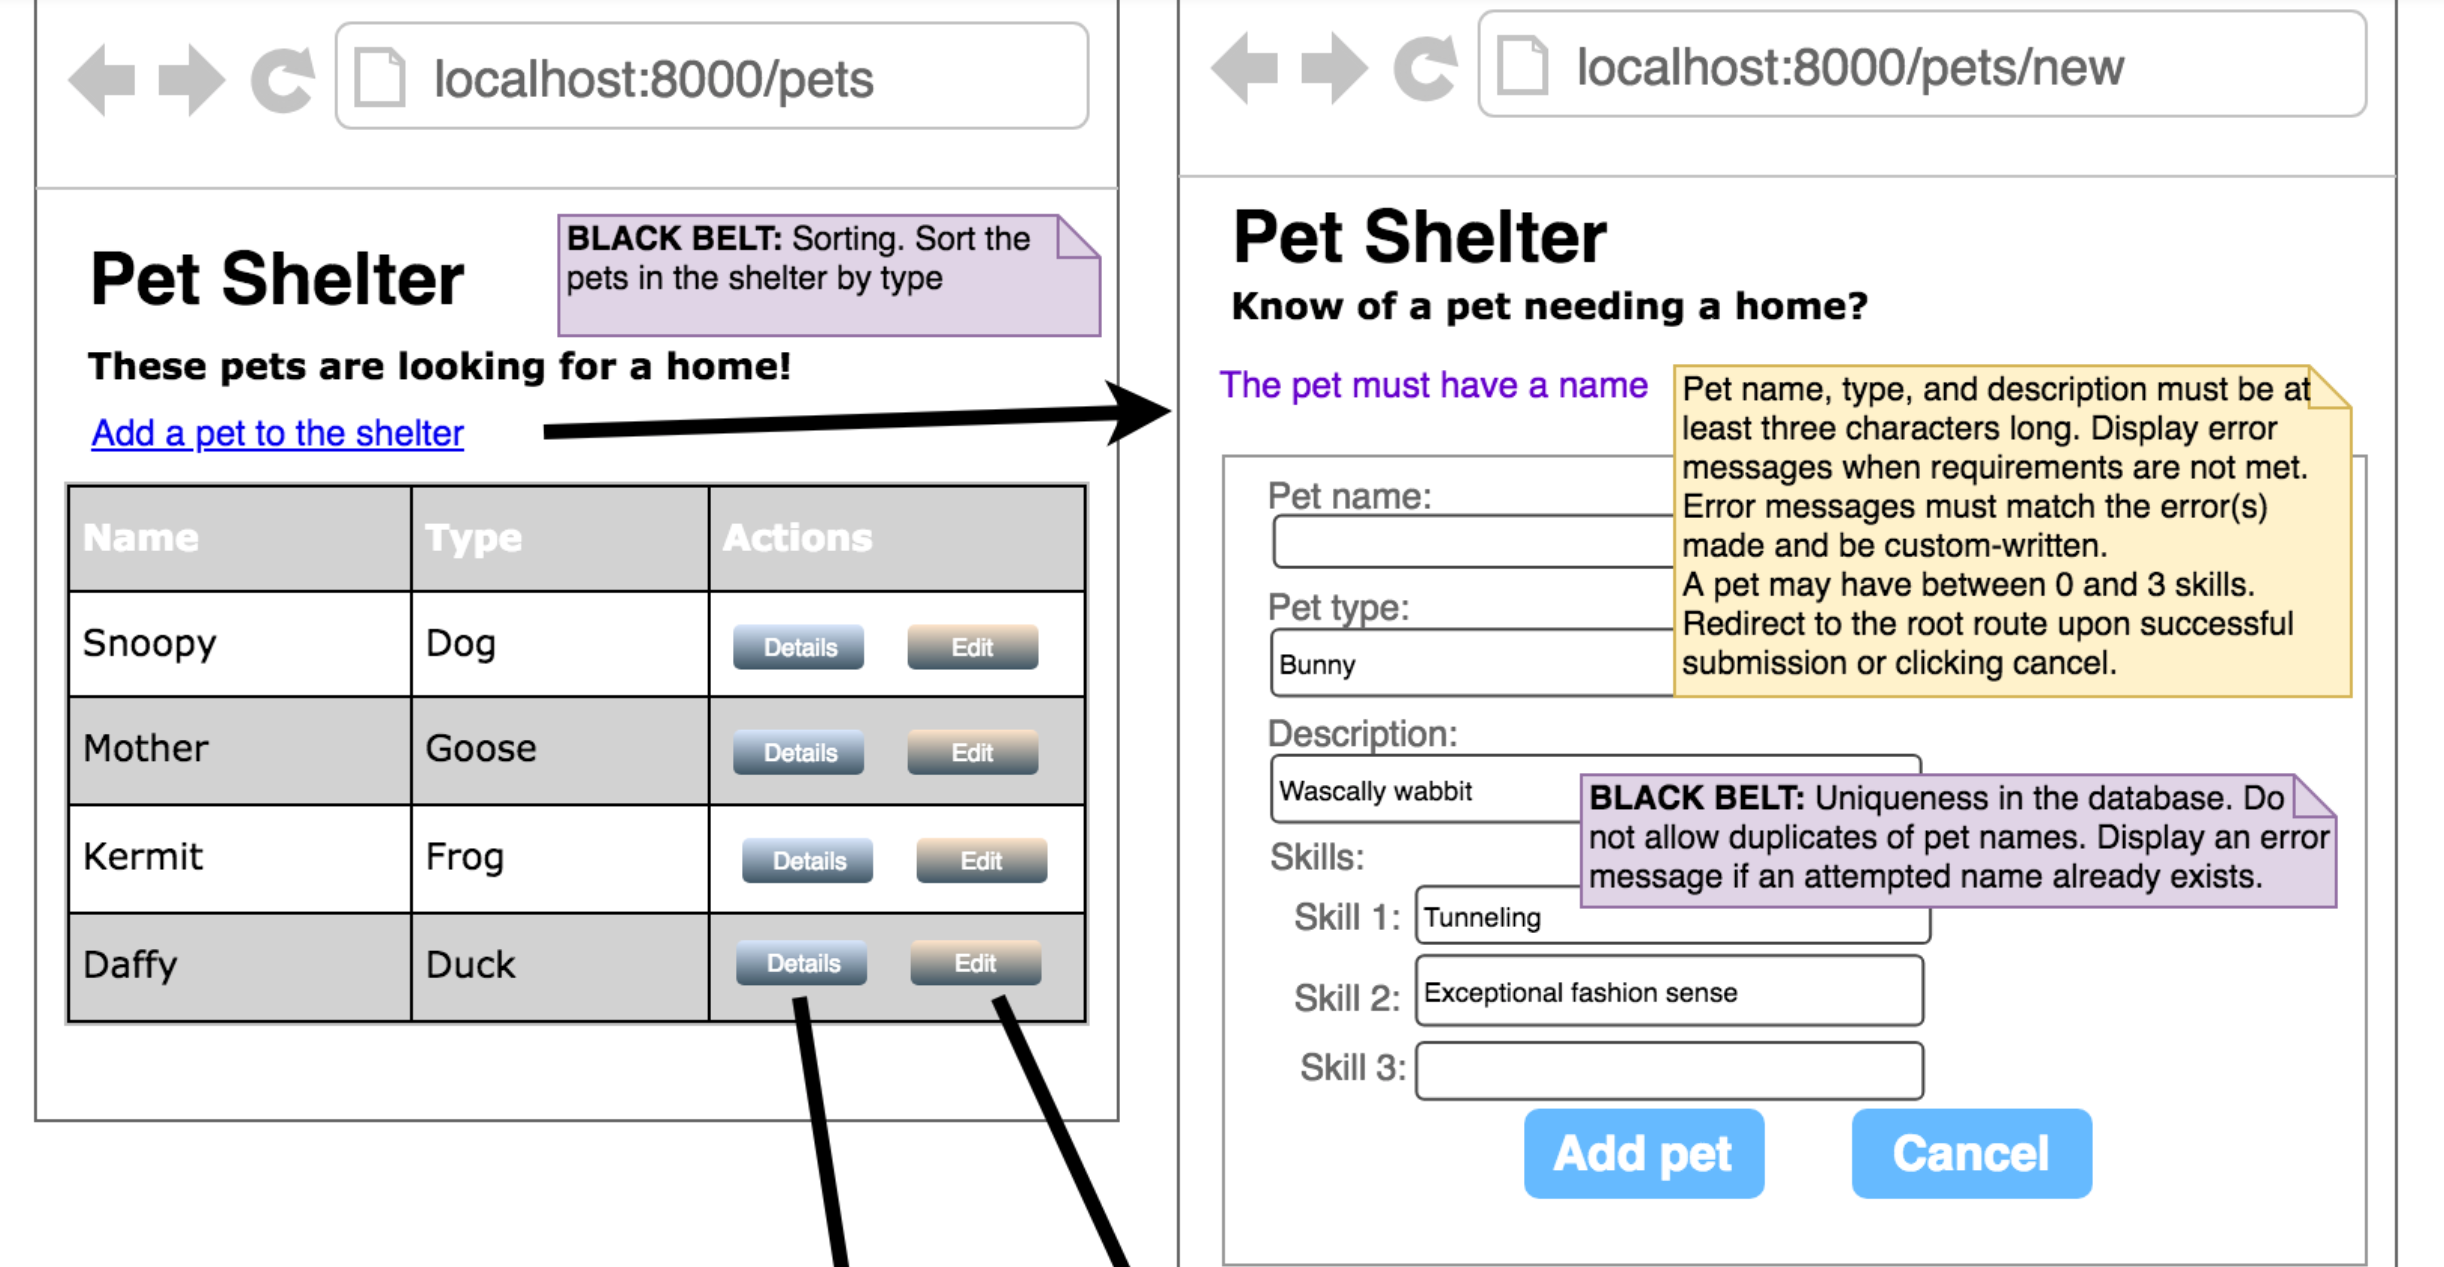 localhost:8000/pets
Pet Shelter
BLACK BELT: Sorting. Sort the
pets in the shelter by type
These pets are looking for a home!
Add a pet to the shelter
Name Type Actions
Snoopy Dog Details Edit
Mother Goose Details Edit
Kermit Frog Details Edit
Daffy Duck Details Edit
localhost:8000/pets/new
Pet Shelter
Know of a pet needing a home?
The pet must have a name
Pet name, type, and description must be at
least three characters long. Display error
messages when requirements are not met.
Error messages must match the error(s)
made and be custom-written.
A pet may have between 0 and 3 skills.
Redirect to the root route upon successful
submission or clicking cancel.
Pet name:
Pet type:
Bunny
Description:
Wascally wabbit
BLACK BELT: Uniqueness in the database. Do
not allow duplicates of pet names. Display an error
message if an attempted name already exists.
Skills:
Skill 1: Tunneling
Skill 2: Exceptional fashion sense
Skill 3:
Add pet Cancel